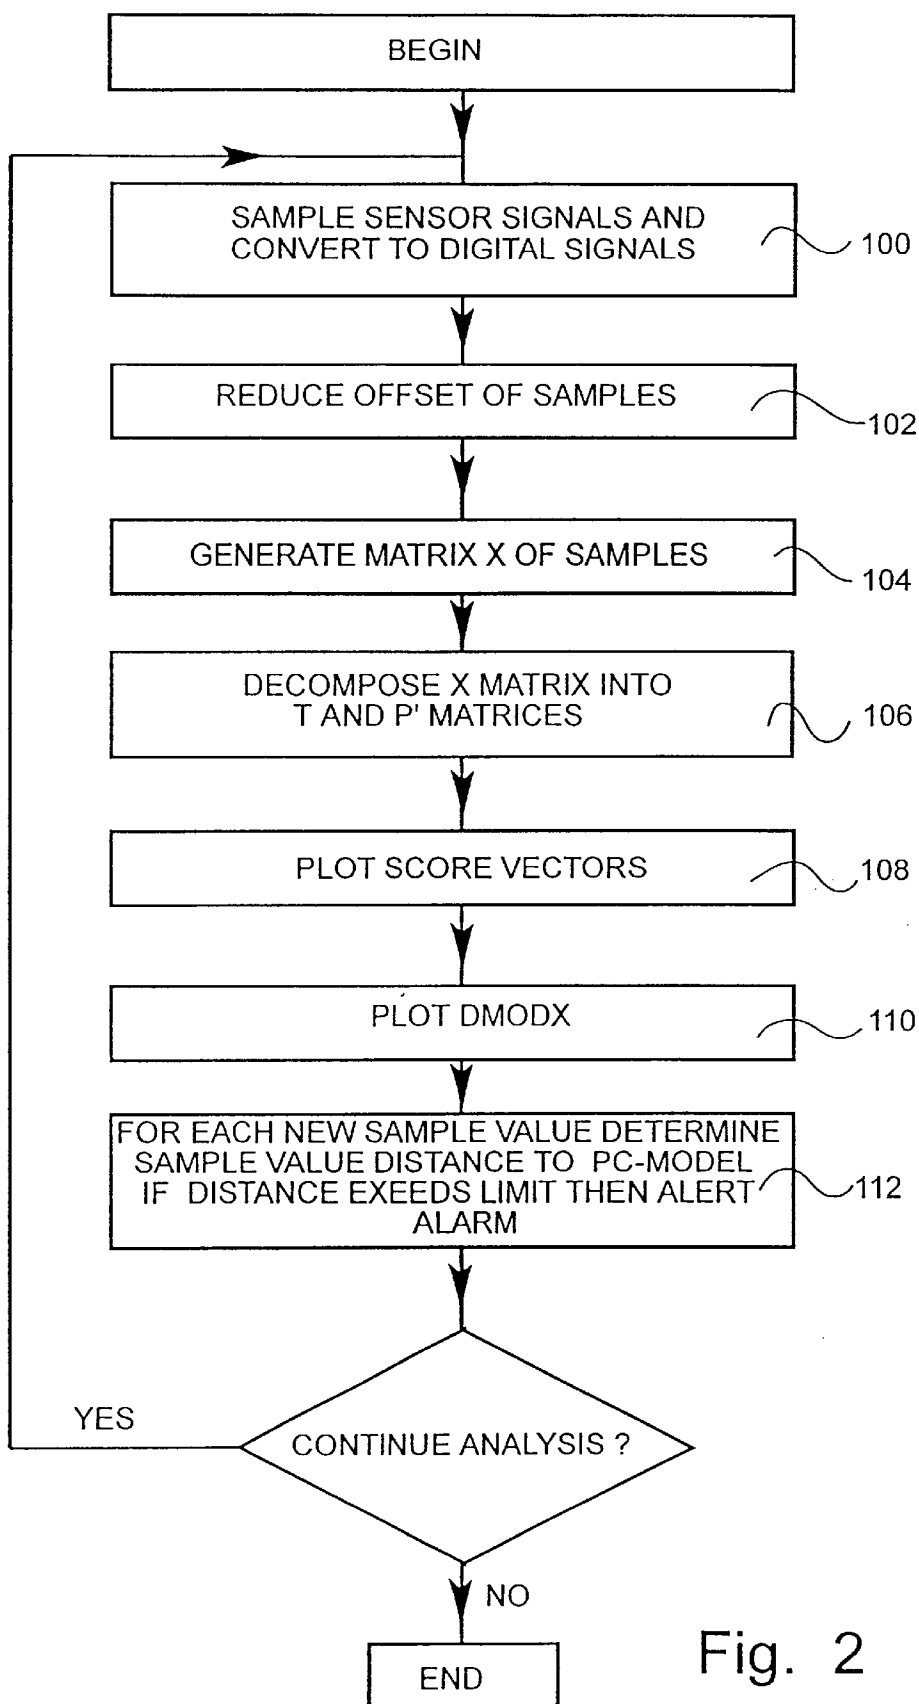 BEGIN
SAMPLE SENSOR SIGNALS AND
CONVERT TO DIGITAL SIGNALS
100
REDUCE OFFSET OF SAMPLES
102
GENERATE MATRIX X OF SAMPLES
104
DECOMPOSE X MATRIX INTO
T AND P' MATRICES
106
PLOT SCORE VECTORS
108
PLOT DMODX
110
FOR EACH NEW SAMPLE VALUE DETERMINE
SAMPLE VALUE DISTANCE TO PC-MODEL
IF DISTANCE EXEEDS LIMIT THEN ALERT
ALARM
112
YES
CONTINUE ANALYSIS ?
NO
END
Fig. 2